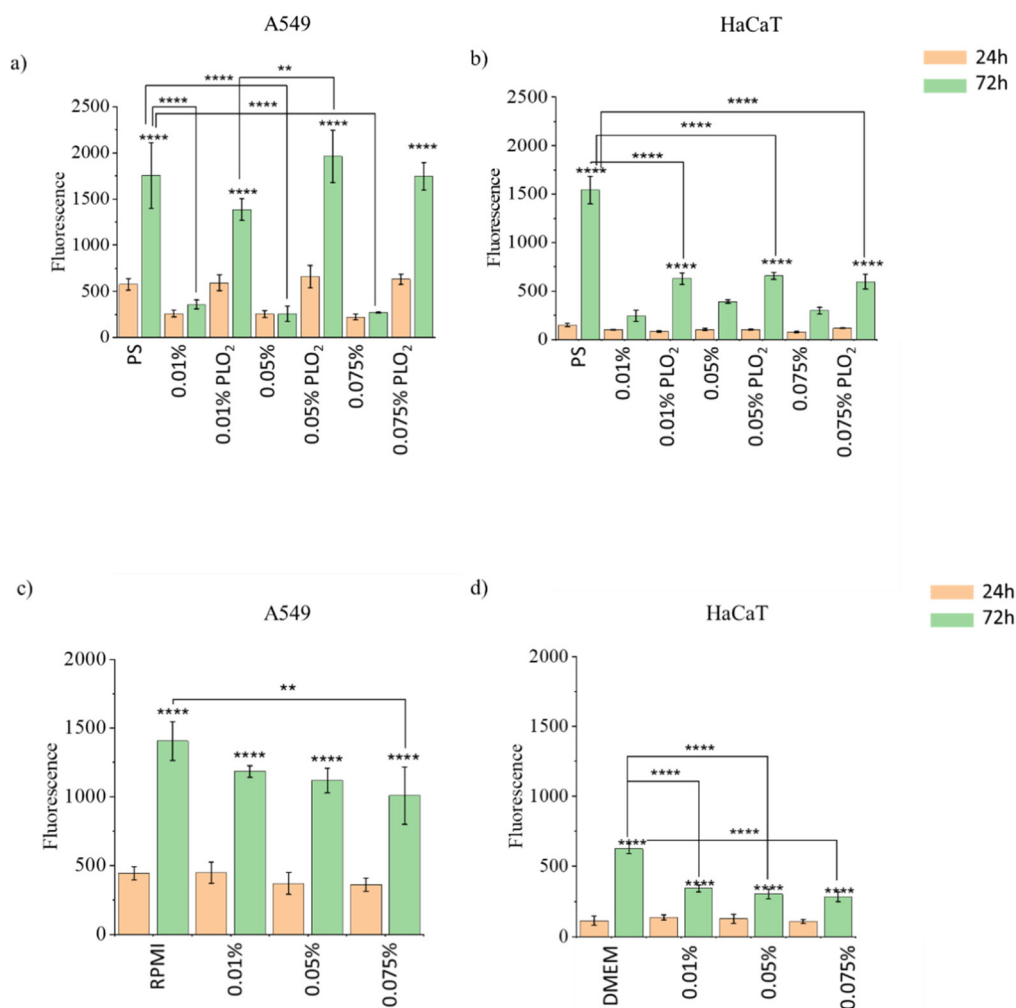 A549
HaCaT
a)
b)
24h
72h
****
**
****
****
****
****
****
****
2500
2000
1500
1000
500
0
Fluorescence
PS
0.01%
0.01% PLO₂
0.05%
0.05% PLO₂
0.075%
0.075% PLO₂
****
****
****
****
****
****
****
2500
2000
1500
1000
500
0
Fluorescence
PS
0.01%
0.01% PLO₂
0.05%
0.05% PLO₂
0.075%
0.075% PLO₂
c)
d)
A549
HaCaT
24h
72h
**
****
****
****
****
2000
1500
1000
500
0
Fluorescence
RPMI
0.01%
0.05%
0.075%
****
****
****
****
****
****
****
2000
1500
1000
500
0
Fluorescence
DMEM
0.01%
0.05%
0.075%